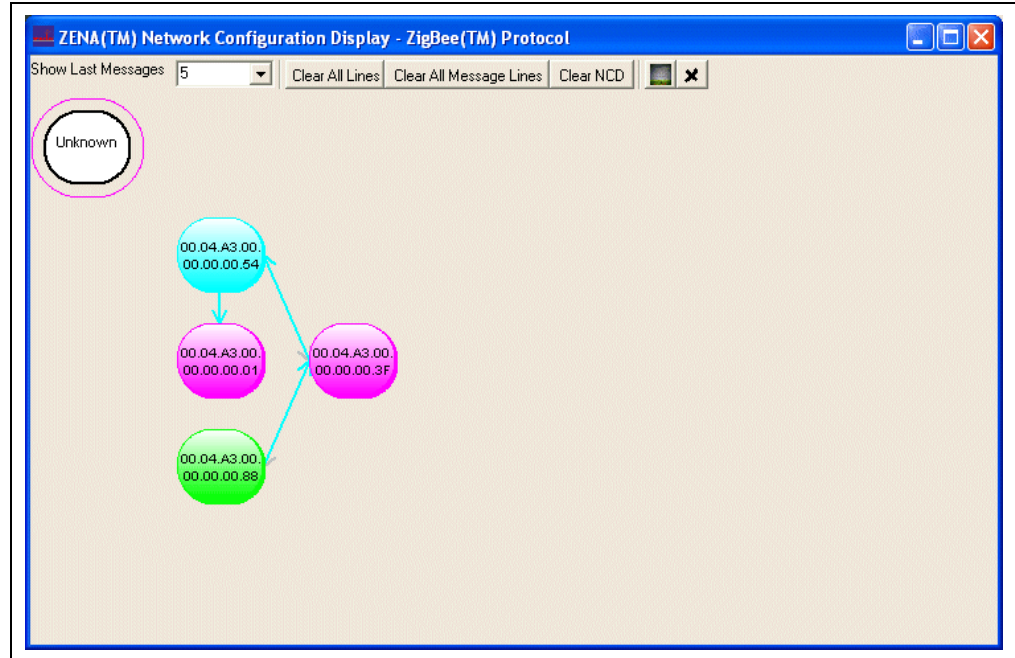 ZENA(TM) Network Configuration Display - ZigBee(TM) Protocol
Show Last Messages 5 Clear All Lines Clear All Message Lines Clear NCD
Unknown
00.04.A3.00.
00.00.00.54
00.04.A3.00.
00.00.00.01
00.04.A3.00.
00.00.00.3F
00.04.A3.00.
00.00.00.88